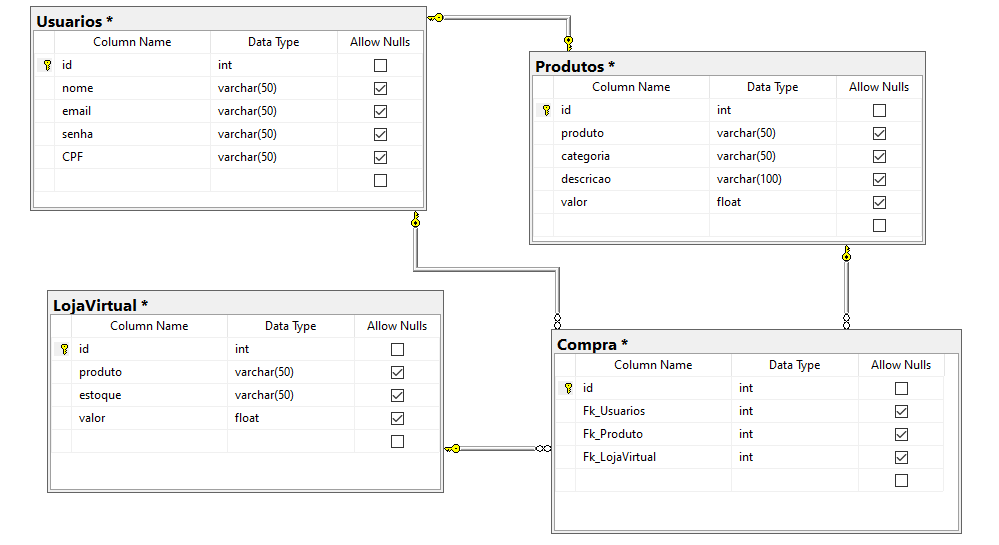 Usuarios *
Column Name Data Type Allow Nulls
id int
nome varchar(50)
email varchar(50)
senha varchar(50)
CPF varchar(50)
Produtos *
Column Name Data Type Allow Nulls
id int
produto varchar(50)
categoria varchar(50)
descricao varchar(100)
valor float
LojaVirtual *
Column Name Data Type Allow Nulls
id int
produto varchar(50)
estoque varchar(50)
valor float
Compra *
Column Name Data Type Allow Nulls
id int
Fk_Usuarios int
Fk_Produto int
Fk_LojaVirtual int